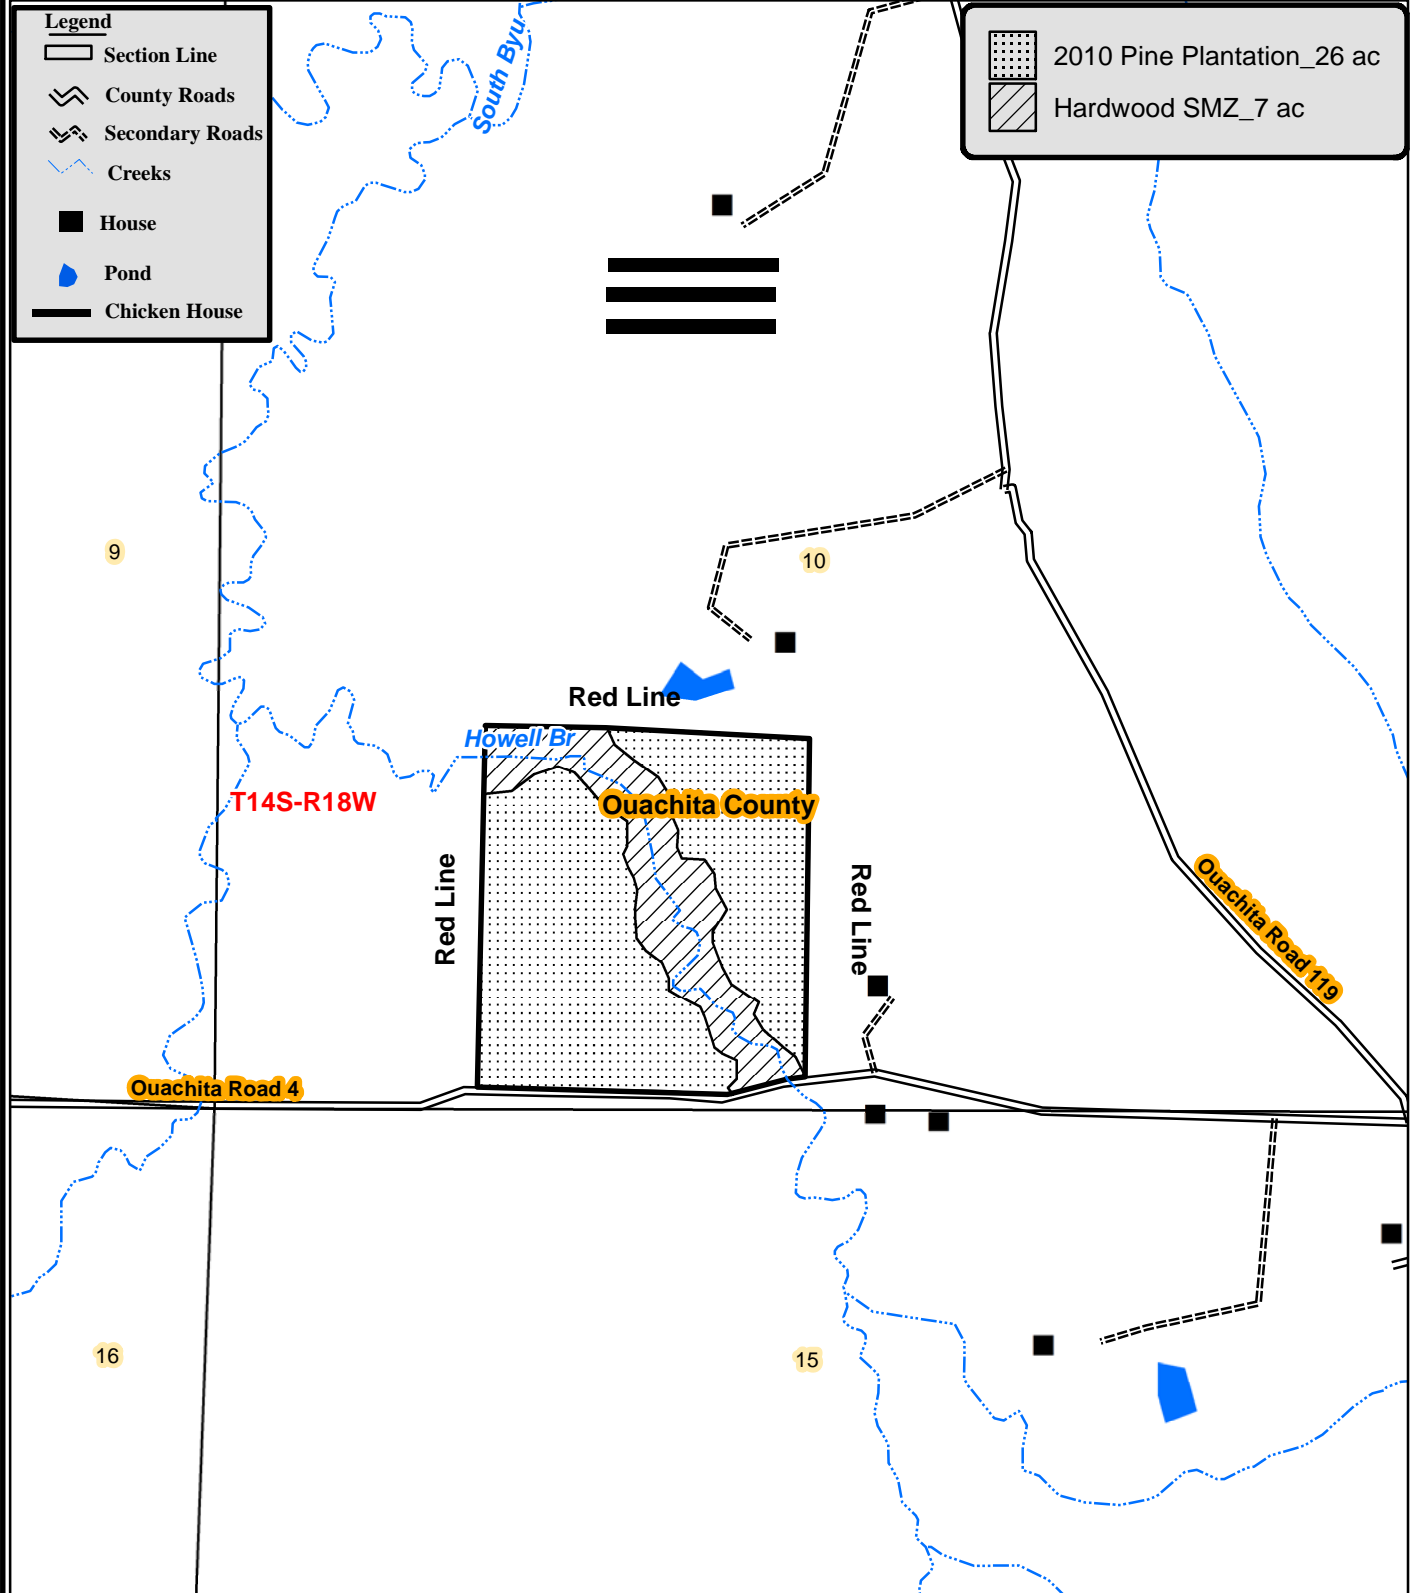 Legend
Section Line
County Roads
Secondary Roads
Creeks
House
Pond
Chicken House
2010 Pine Plantation_26 ac
Hardwood SMZ_7 ac
South Byu
9
10
Red Line
Howell Br
T14S-R18W
Ouachita County
Red Line
Red Line
Ouachita Road 119
Ouachita Road 4
16
15